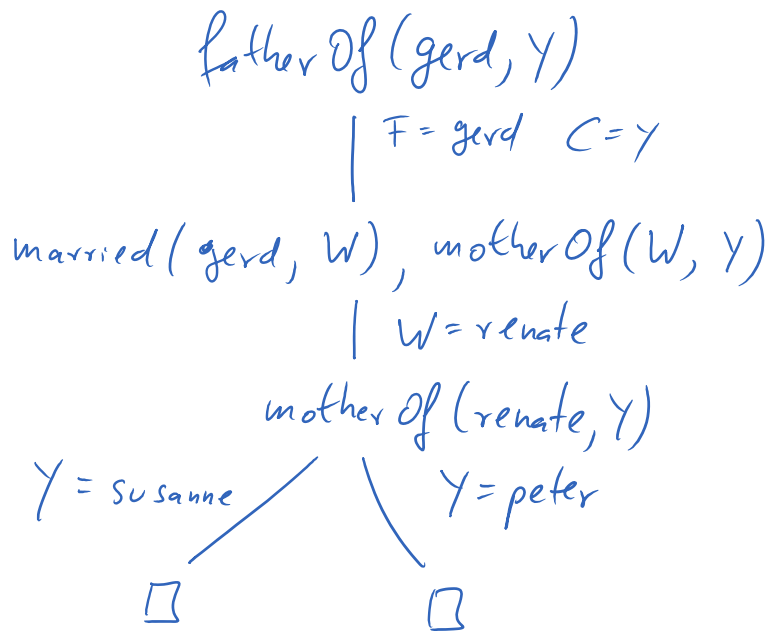 fatherOf(gerd, Y)
F = gerd C = Y
married(gerd, W), motherOf(W, Y)
W = renate
motherOf(renate, Y)
Y = susanne Y = peter